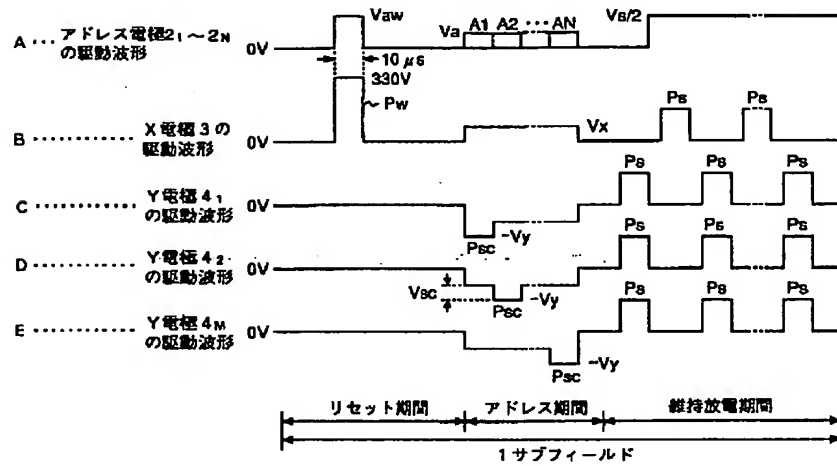 Vaw
Va A1 A2 ··· AN
Vs/2
A ··· アドレス電極2₁～2N
の駆動波形
0V
10 μs
330V
Pw
B ············ X電極3の
駆動波形
0V
Vx
Ps Ps
C ············ Y電極4₁
の駆動波形
0V
Psc
-Vy
Ps Ps Ps
D ············ Y電極4₂
の駆動波形
0V
Vsc
Psc
-Vy
Ps Ps Ps
E ············ Y電極4M
の駆動波形
0V
Psc
-Vy
Ps Ps Ps
リセット期間 アドレス期間 維持放電期間
1サブフィールド